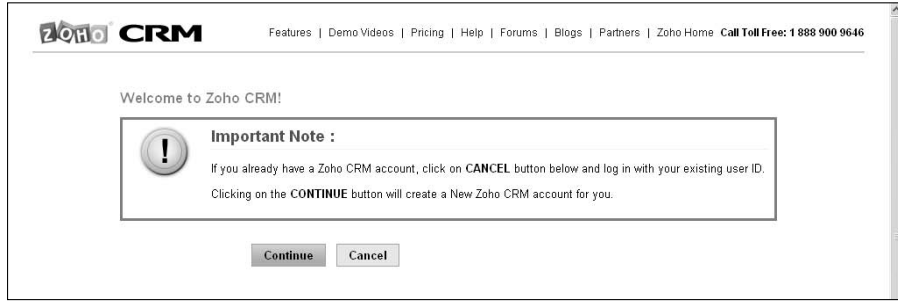 ZOHO CRM
Features | Demo Videos | Pricing | Help | Forums | Blogs | Partners | Zoho Home Call Toll Free: 1 888 900 9646
Welcome to Zoho CRM!
Important Note :
If you already have a Zoho CRM account, click on CANCEL button below and log in with your existing user ID.
Clicking on the CONTINUE button will create a New Zoho CRM account for you.
Continue Cancel